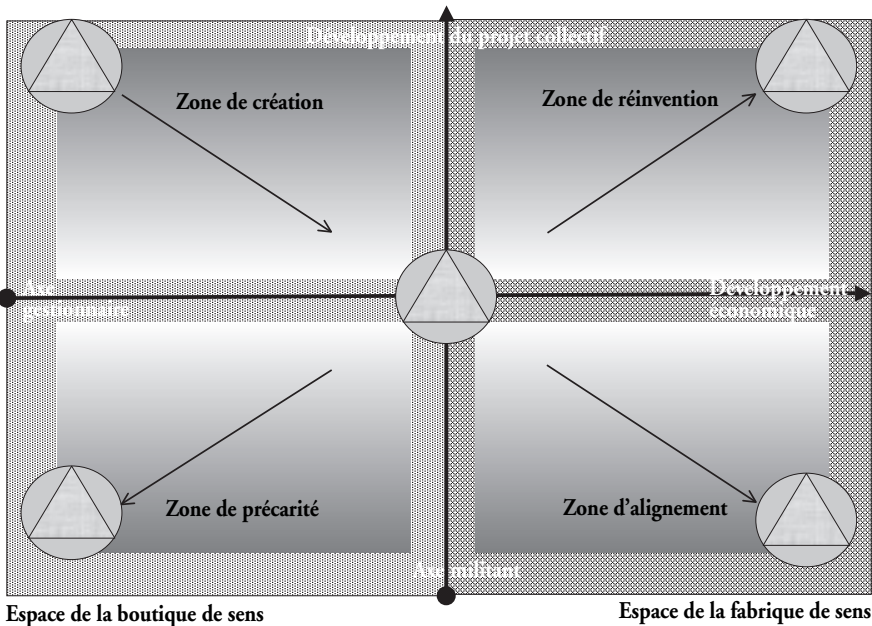 Développement du projet collectif
Zone de création
Zone de réinvention
Axe
gestionnaire
Développement
économique
Zone de précarité
Zone d'alignement
Axe militant
Espace de la boutique de sens
Espace de la fabrique de sens